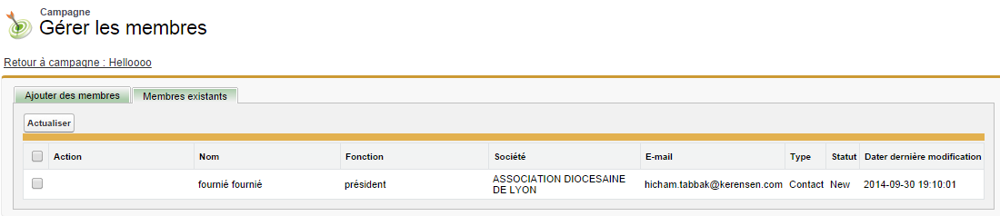 Campagne
Gérer les membres
Retour à campagne : Helloooo
Ajouter des membres Membres existants
Actualiser
Action Nom Fonction Société E-mail Type Statut Dater dernière modification
fournié fournié président ASSOCIATION DIOCESAINE DE LYON hicham.tabbak@kerensen.com Contact New 2014-09-30 19:10:01